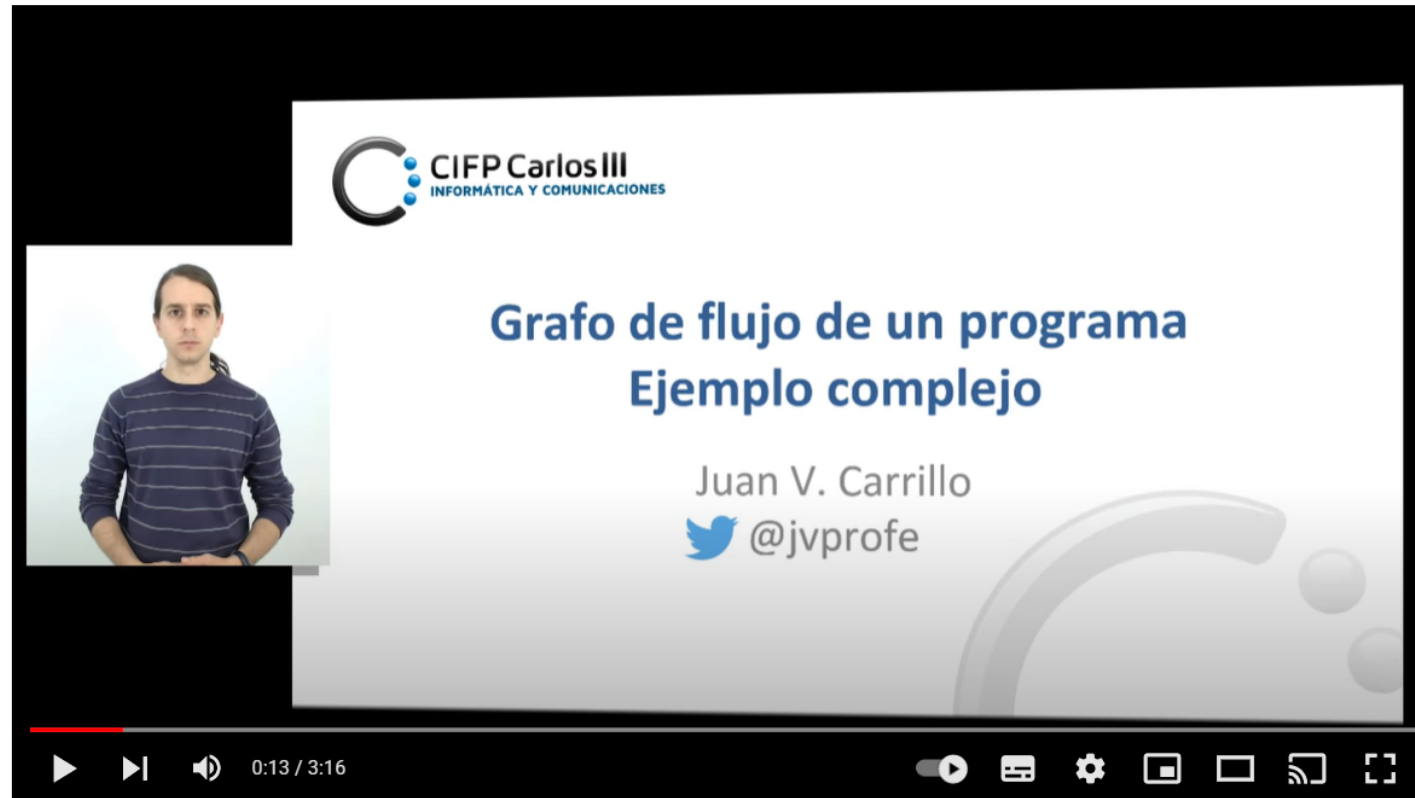 CIFP Carlos III
INFORMÁTICA Y COMUNICACIONES
Grafo de flujo de un programa
Ejemplo complejo
Juan V. Carrillo
@jvprofe
0:13 / 3:16